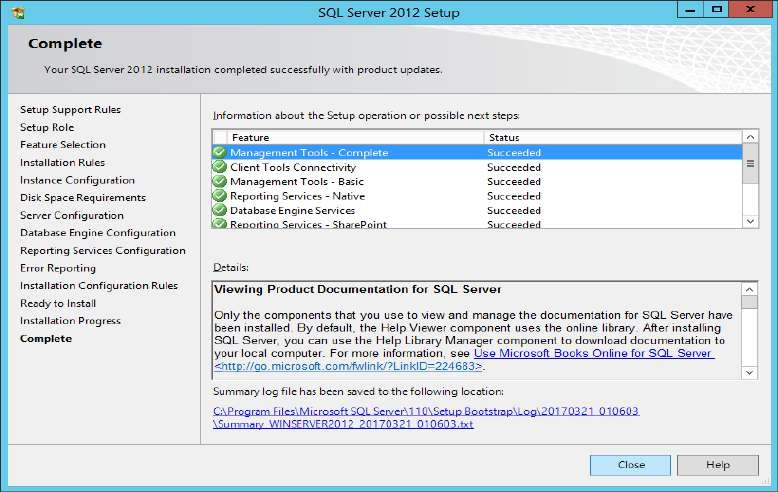 SQL Server 2012 Setup
Complete
Your SQL Server 2012 installation completed successfully with product updates.
Setup Support Rules
Setup Role
Feature Selection
Installation Rules
Instance Configuration
Disk Space Requirements
Server Configuration
Database Engine Configuration
Reporting Services Configuration
Error Reporting
Installation Configuration Rules
Ready to Install
Installation Progress
Complete
Information about the Setup operation or possible next steps:
Feature Status
Management Tools - Complete Succeeded
Client Tools Connectivity Succeeded
Management Tools - Basic Succeeded
Reporting Services - Native Succeeded
Database Engine Services Succeeded
Reporting Services - SharePoint Succeeded
Details:
Viewing Product Documentation for SQL Server
Only the components that you use to view and manage the documentation for SQL Server have
been installed. By default, the Help Viewer component uses the online library. After installing
SQL Server, you can use the Help Library Manager component to download documentation to
your local computer. For more information, see Use Microsoft Books Online for SQL Server
<http://go.microsoft.com/fwlink/?LinkID=224683>.
Summary log file has been saved to the following location:
C:\Program Files\Microsoft SQL Server\110\Setup Bootstrap\Log\20170321_010603
\Summary_WINSERVER2012_20170321_010603.txt
Close Help